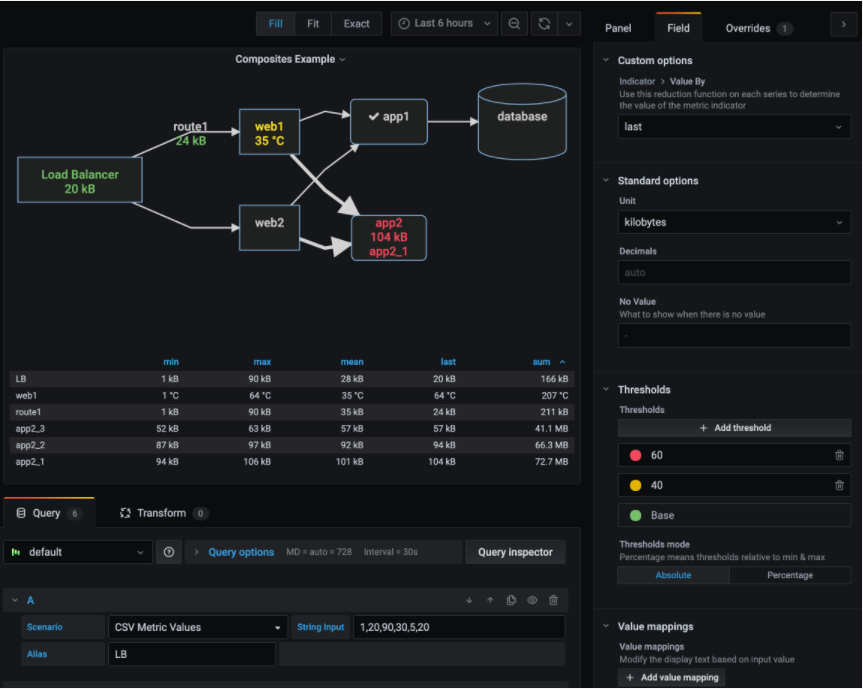 Fill Fit Exact Last 6 hours
Composites Example
route1
24 kB
web1
35 °C
app1
database
Load Balancer
20 kB
web2
app2
104 kB
app2_1
min max mean last sum
LB 1 kB 90 kB 28 kB 20 kB 166 kB
web1 1 °C 64 °C 35 °C 64 °C 207 °C
route1 1 kB 90 kB 35 kB 24 kB 211 kB
app2_3 52 kB 63 kB 57 kB 57 kB 41.1 MB
app2_2 87 kB 97 kB 92 kB 94 kB 66.3 MB
app2_1 94 kB 106 kB 101 kB 104 kB 72.7 MB
Query 6 Transform 0
default Query options MD = auto = 728 Interval = 30s Query inspector
A
Scenario CSV Metric Values String Input 1,20,90,30,5,20
Alias LB
Panel Field Overrides 1
Custom options
Indicator > Value By
Use this reduction function on each series to determine
the value of the metric indicator
last
Standard options
Unit
kilobytes
Decimals
auto
No Value
What to show when there is no value
-
Thresholds
Thresholds
+ Add threshold
60
40
Base
Thresholds mode
Percentage means thresholds relative to min & max
Absolute Percentage
Value mappings
Value mappings
Modify the display text based on input value
+ Add value mapping